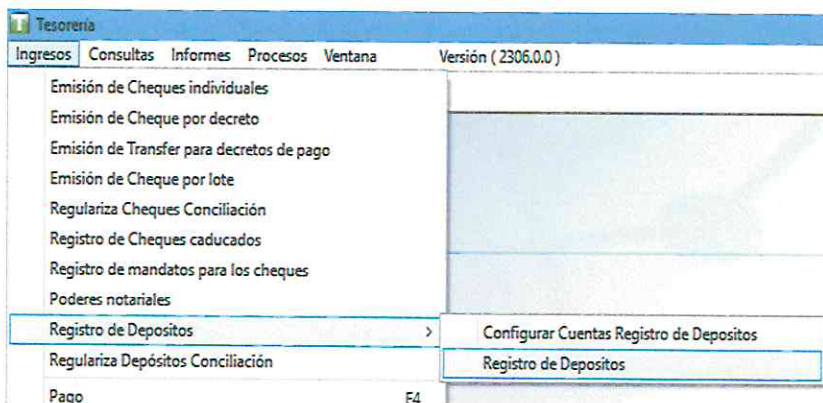 Tesorería
Ingresos Consultas Informes Procesos Ventana Versión ( 2306.0.0 )
Emisión de Cheques individuales
Emisión de Cheque por decreto
Emisión de Transfer para decretos de pago
Emisión de Cheque por lote
Regulariza Cheques Conciliación
Registro de Cheques caducados
Registro de mandatos para los cheques
Poderes notariales
Registro de Depositos >
Configurar Cuentas Registro de Depositos
Regulariza Depósitos Conciliación
Registro de Depositos
Pago F4